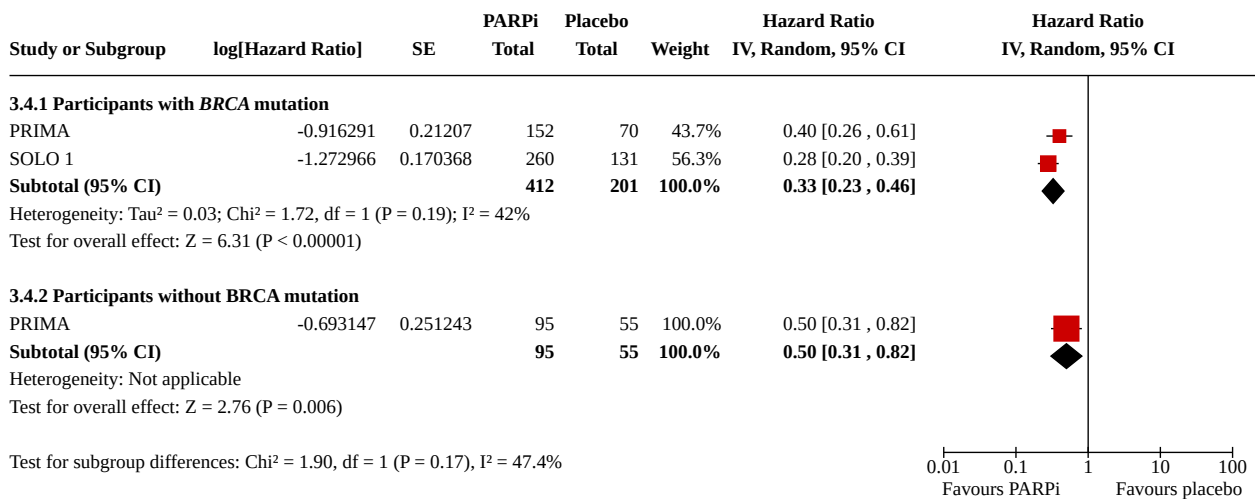 PARPi Placebo Hazard Ratio Hazard Ratio
Study or Subgroup log[Hazard Ratio] SE Total Total Weight IV, Random, 95% CI IV, Random, 95% CI
3.4.1 Participants with BRCA mutation
PRIMA -0.916291 0.21207 152 70 43.7% 0.40 [0.26 , 0.61]
SOLO 1 -1.272966 0.170368 260 131 56.3% 0.28 [0.20 , 0.39]
Subtotal (95% CI) 412 201 100.0% 0.33 [0.23 , 0.46]
Heterogeneity: Tau² = 0.03; Chi² = 1.72, df = 1 (P = 0.19); I² = 42%
Test for overall effect: Z = 6.31 (P < 0.00001)
3.4.2 Participants without BRCA mutation
PRIMA -0.693147 0.251243 95 55 100.0% 0.50 [0.31 , 0.82]
Subtotal (95% CI) 95 55 100.0% 0.50 [0.31 , 0.82]
Heterogeneity: Not applicable
Test for overall effect: Z = 2.76 (P = 0.006)
Test for subgroup differences: Chi² = 1.90, df = 1 (P = 0.17), I² = 47.4%
0.01 0.1 1 10 100
Favours PARPi Favours placebo